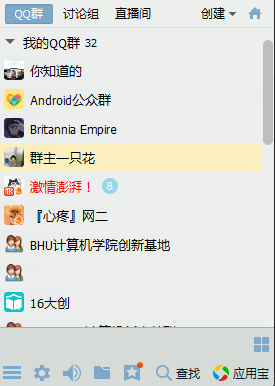 QQ群 讨论组 直播间 创建
我的QQ群 32
你知道的
Android公众群
Britannia Empire
群主一只花
激情澎湃！ 8
『心疼』网二
BHU计算机学院创新基地
16大创
查找 应用宝